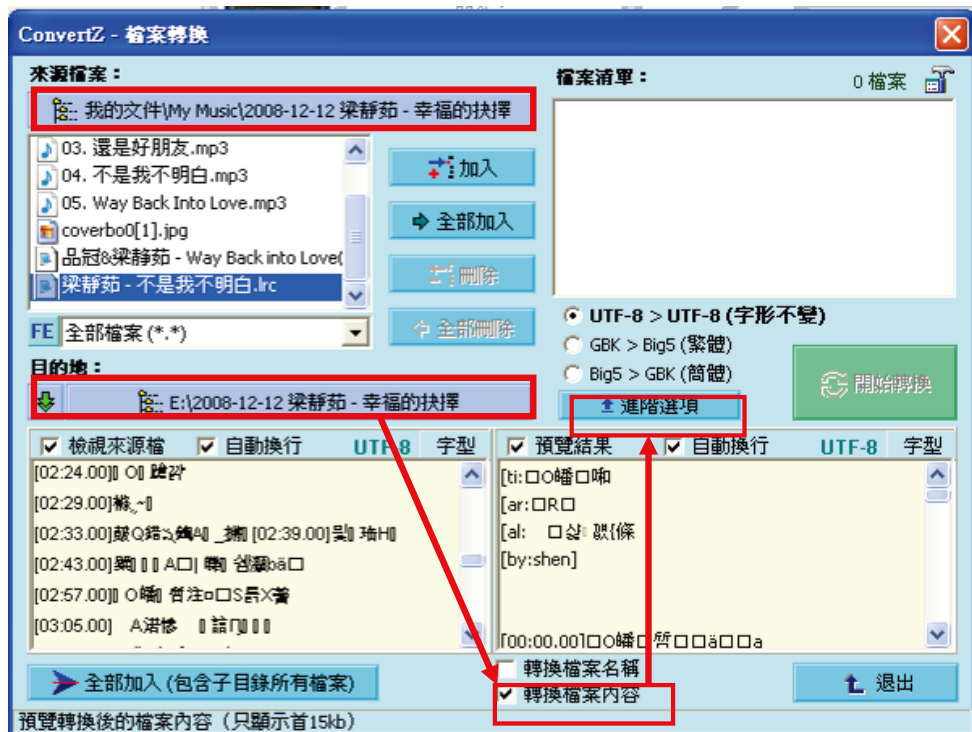 ConvertZ - 檔案轉換
來源檔案：
檔案清單：
0 檔案
我的文件\My Music\2008-12-12 梁靜茹 - 幸福的抉擇
03. 還是好朋友.mp3
04. 不是我不明白.mp3
05. Way Back Into Love.mp3
coverbo0[1].jpg
品冠&梁靜茹 - Way Back into Love(
梁靜茹 - 不是我不明白.lrc
加入
全部加入
刪除
全部刪除
FE 全部檔案 (*.*)
UTF-8 > UTF-8 (字形不變)
GBK > Big5 (繁體)
Big5 > GBK (簡體)
進階選項
開始轉換
目的地：
E:\2008-12-12 梁靜茹 - 幸福的抉擇
檢視來源檔 自動換行 UTF-8 字型
[02:24.00]
[02:29.00]
[02:33.00] [02:39.00]
[02:43.00]
[02:57.00]
[03:05.00]
預覽結果 自動換行 UTF-8 字型
[ti:
[ar:□R□
[al:
[by:shen]
[00:00.00]
全部加入 (包含子目錄所有檔案)
轉換檔案名稱
轉換檔案內容
退出
預覽轉換後的檔案內容（只顯示首15kb）